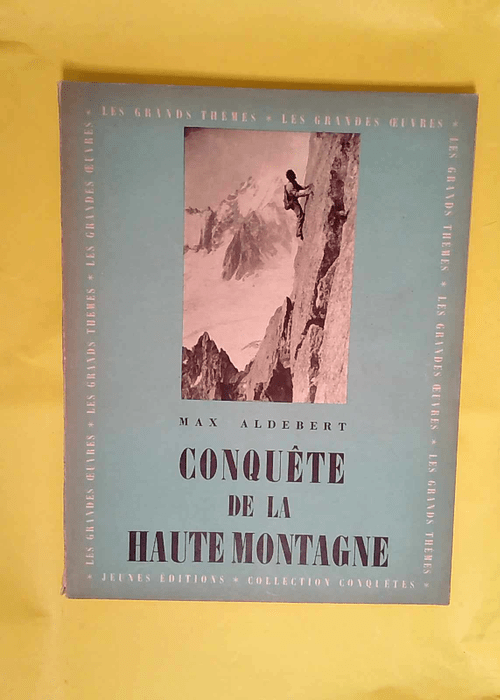 LES GRANDS THÈMES * LES GRANDES ŒUVRES *
LES GRANDS THÈMES * LES GRANDES ŒUVRES * LES GRANDS THÈMES
* LES GRANDES ŒUVRES * LES GRANDS THÈMES * LES GRANDES ŒUVRES *
MAX ALDEBERT
CONQUÊTE
DE LA
HAUTE MONTAGNE
* JEUNES ÉDITIONS * COLLECTION CONQUÊTES *